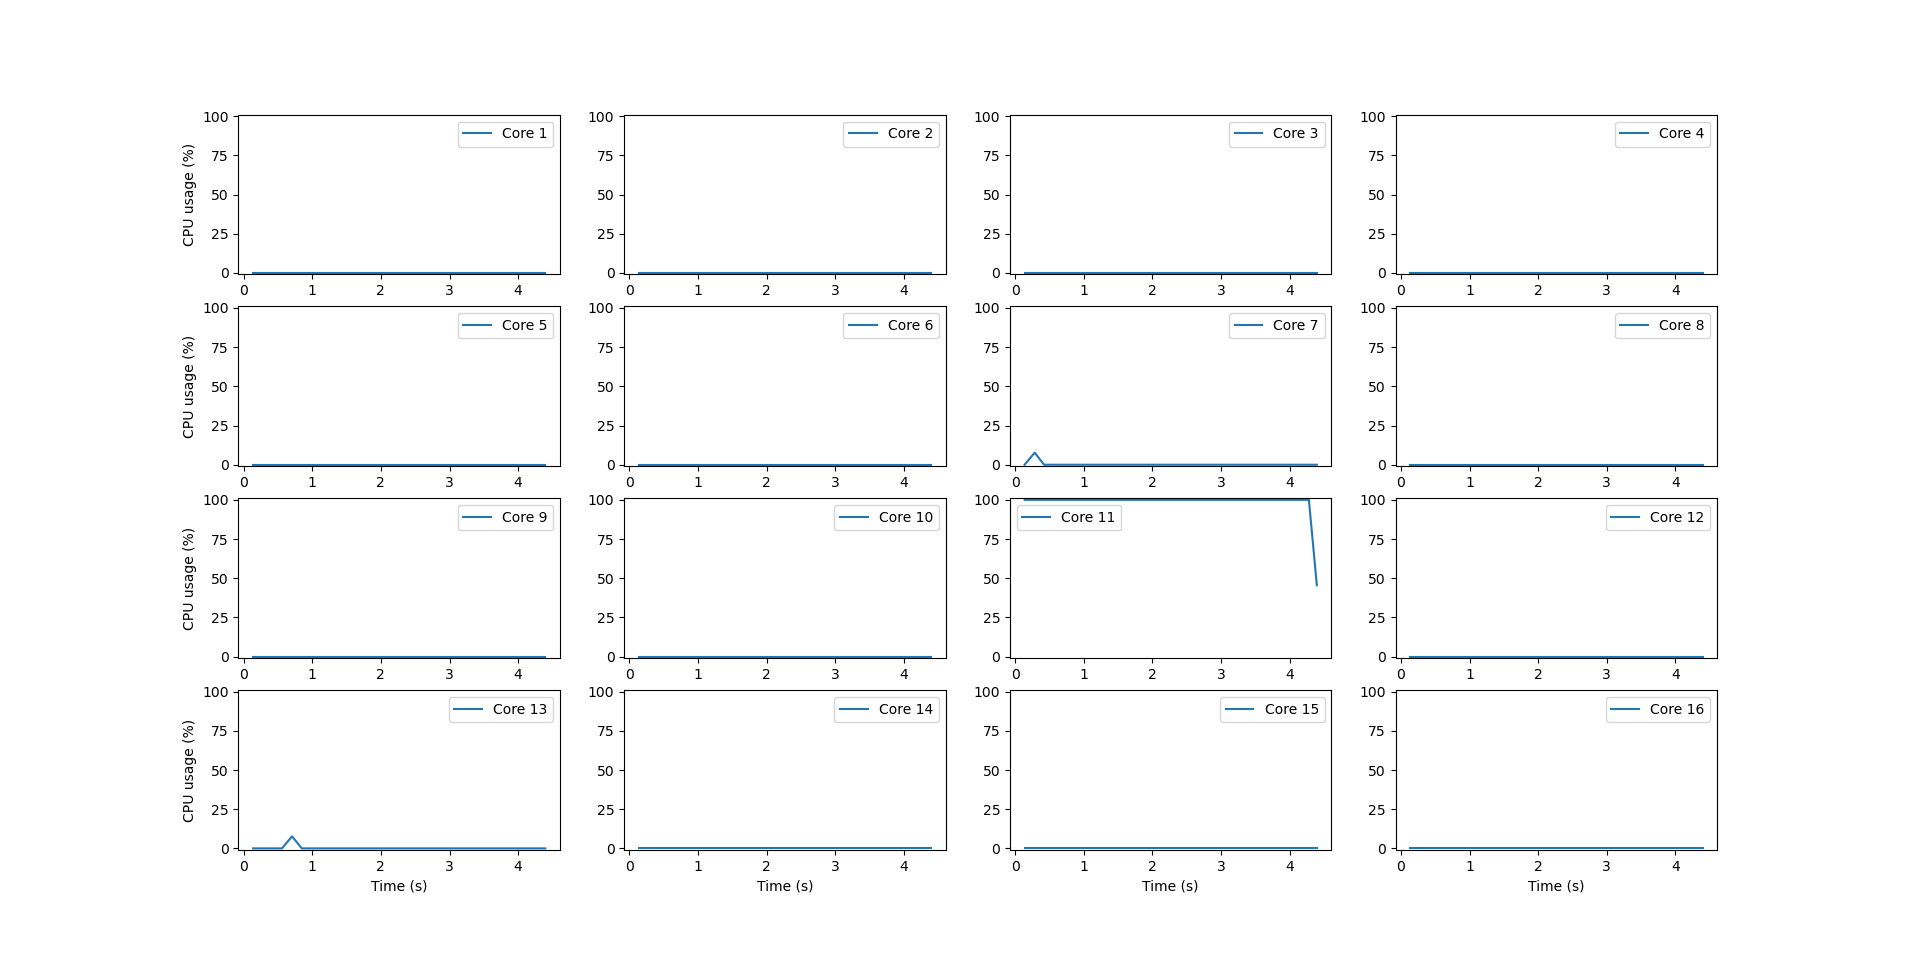 100 75 50 25 0 CPU usage (%) Core 1 0 1 2 3 4
100 75 50 25 0 Core 2 0 1 2 3 4
100 75 50 25 0 Core 3 0 1 2 3 4
100 75 50 25 0 Core 4 0 1 2 3 4
100 75 50 25 0 CPU usage (%) Core 5 0 1 2 3 4
100 75 50 25 0 Core 6 0 1 2 3 4
100 75 50 25 0 Core 7 0 1 2 3 4
100 75 50 25 0 Core 8 0 1 2 3 4
100 75 50 25 0 CPU usage (%) Core 9 0 1 2 3 4
100 75 50 25 0 Core 10 0 1 2 3 4
100 75 50 25 0 Core 11 0 1 2 3 4
100 75 50 25 0 Core 12 0 1 2 3 4
100 75 50 25 0 CPU usage (%) Core 13 0 1 2 3 4 Time (s)
100 75 50 25 0 Core 14 0 1 2 3 4 Time (s)
100 75 50 25 0 Core 15 0 1 2 3 4 Time (s)
100 75 50 25 0 Core 16 0 1 2 3 4 Time (s)